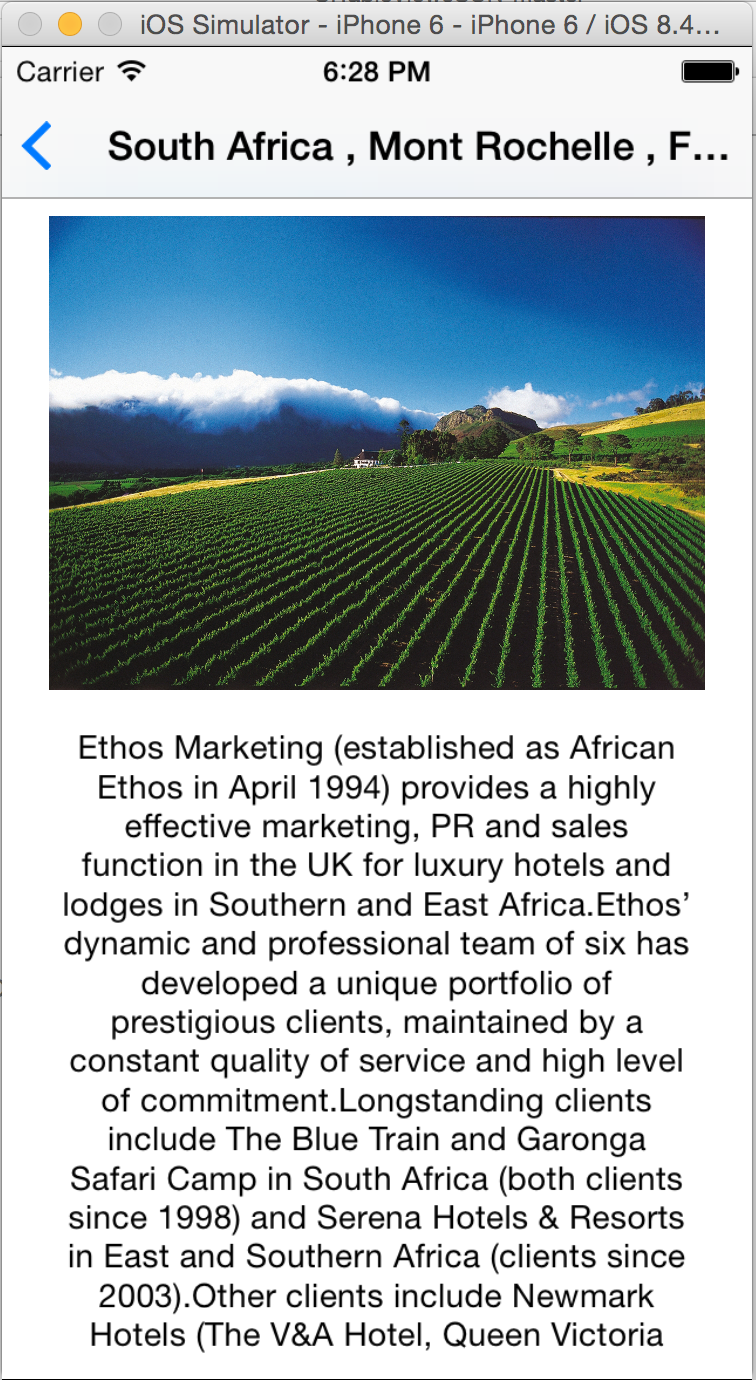 iOS Simulator - iPhone 6 - iPhone 6 / iOS 8.4...
Carrier 6:28 PM
South Africa , Mont Rochelle , F...
Ethos Marketing (established as African
Ethos in April 1994) provides a highly
effective marketing, PR and sales
function in the UK for luxury hotels and
lodges in Southern and East Africa.Ethos’
dynamic and professional team of six has
developed a unique portfolio of
prestigious clients, maintained by a
constant quality of service and high level
of commitment.Longstanding clients
include The Blue Train and Garonga
Safari Camp in South Africa (both clients
since 1998) and Serena Hotels & Resorts
in East and Southern Africa (clients since
2003).Other clients include Newmark
Hotels (The V&A Hotel, Queen Victoria